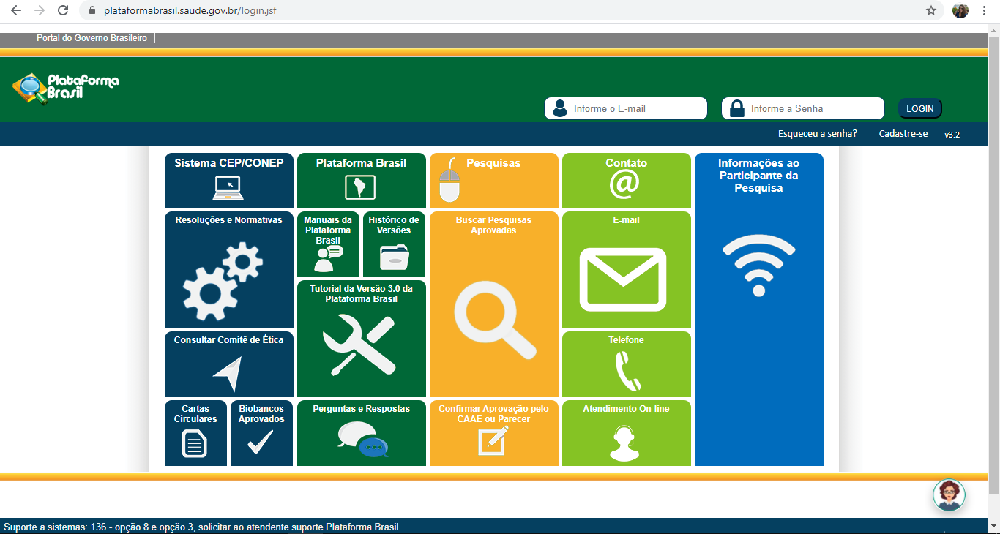 plataformabrasil.saude.gov.br/login.jsf
Portal do Governo Brasileiro
Plataforma
Brasil
Informe o E-mail
Informe a Senha
LOGIN
Esqueceu a senha?
Cadastre-se
v3.2
Sistema CEP/CONEP
Plataforma Brasil
Pesquisas
Contato
@
Informações ao
Participante da
Pesquisa
Resoluções e Normativas
Manuais da
Plataforma
Brasil
Histórico de
Versões
Buscar Pesquisas
Aprovadas
E-mail
Tutorial da Versão 3.0 da
Plataforma Brasil
Consultar Comitê de Ética
Telefone
Cartas
Circulares
Biobancos
Aprovados
Perguntas e Respostas
Confirmar Aprovação pelo
CAAE ou Parecer
Atendimento On-line
Suporte a sistemas: 136 - opção 8 e opção 3, solicitar ao atendente suporte Plataforma Brasil.